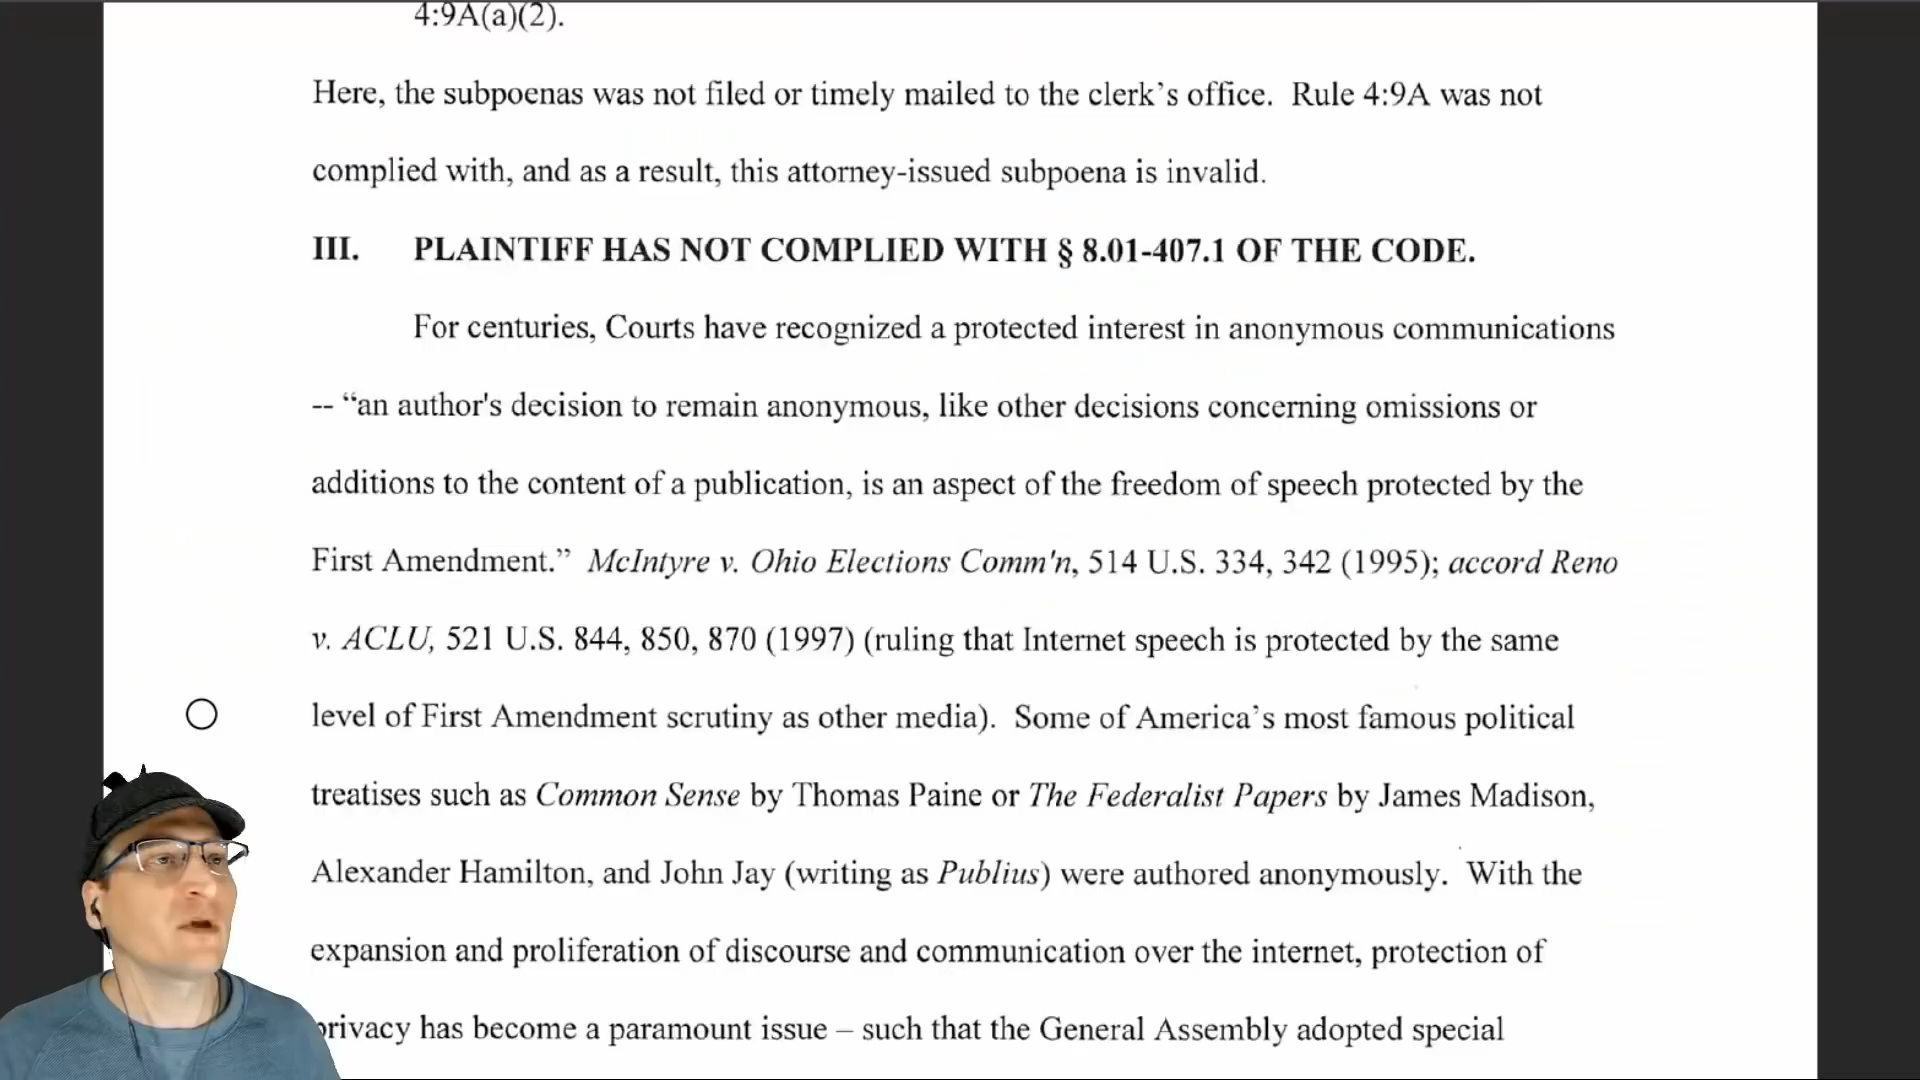 4:9A(a)(2).
Here, the subpoenas was not filed or timely mailed to the clerk’s office.  Rule 4:9A was not
complied with, and as a result, this attorney-issued subpoena is invalid.
III. PLAINTIFF HAS NOT COMPLIED WITH § 8.01-407.1 OF THE CODE.
For centuries, Courts have recognized a protected interest in anonymous communications
-- “an author's decision to remain anonymous, like other decisions concerning omissions or
additions to the content of a publication, is an aspect of the freedom of speech protected by the
First Amendment.”  McIntyre v. Ohio Elections Comm'n, 514 U.S. 334, 342 (1995); accord Reno
v. ACLU, 521 U.S. 844, 850, 870 (1997) (ruling that Internet speech is protected by the same
level of First Amendment scrutiny as other media).  Some of America’s most famous political
treatises such as Common Sense by Thomas Paine or The Federalist Papers by James Madison,
Alexander Hamilton, and John Jay (writing as Publius) were authored anonymously.  With the
expansion and proliferation of discourse and communication over the internet, protection of
privacy has become a paramount issue – such that the General Assembly adopted special